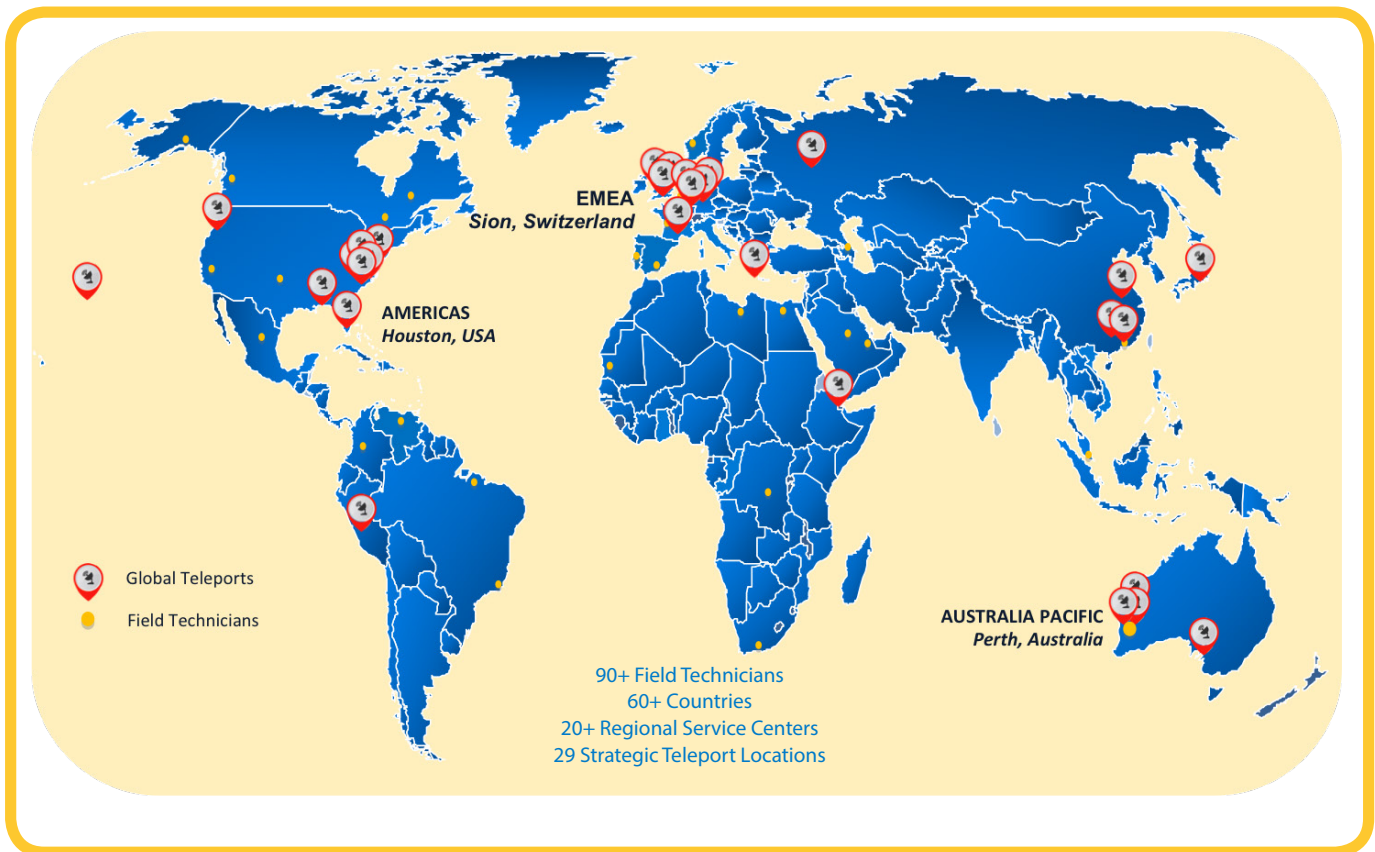 EMEA
Sion, Switzerland
AMERICAS
Houston, USA
Global Teleports
Field Technicians
AUSTRALIA PACIFIC
Perth, Australia
90+ Field Technicians
60+ Countries
20+ Regional Service Centers
29 Strategic Teleport Locations